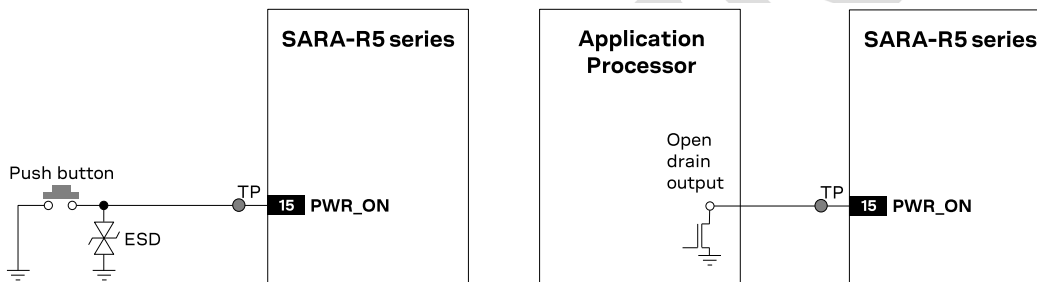 SARA-R5 series
Push button
TP
15 PWR_ON
ESD
Application
Processor
Open
drain
output
SARA-R5 series
TP
15 PWR_ON